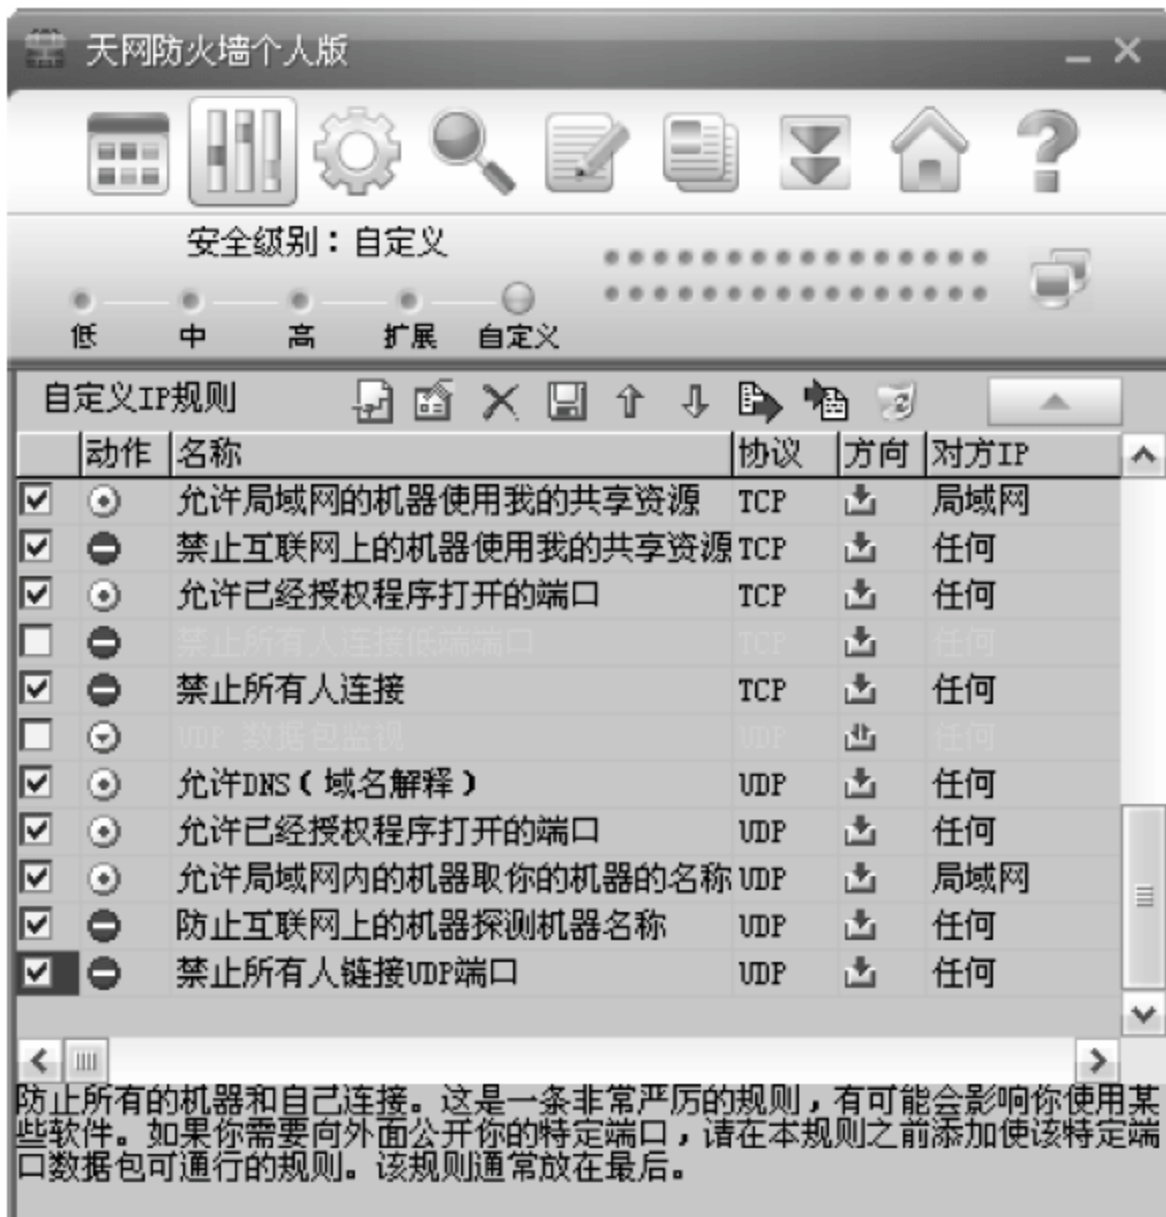 天网防火墙个人版
安全级别：自定义
低 中 高 扩展 自定义
自定义IP规则
动作 名称 协议 方向 对方IP
允许局域网的机器使用我的共享资源 TCP 局域网
禁止互联网上的机器使用我的共享资源 TCP 任何
允许已经授权程序打开的端口 TCP 任何
禁止所有人连接低端端口 TCP 任何
禁止所有人连接 TCP 任何
UDP 数据包监视 UDP 任何
允许DNS（域名解释） UDP 任何
允许已经授权程序打开的端口 UDP 任何
允许局域网内的机器取你的机器的名称 UDP 局域网
防止互联网上的机器探测机器名称 UDP 任何
禁止所有人链接UDP端口 UDP 任何
防止所有的机器和自己连接。这是一条非常严厉的规则，有可能会影响你使用某
些软件。如果你需要向外面公开你的特定端口，请在本规则之前添加使该特定端
口数据包可通行的规则。该规则通常放在最后。